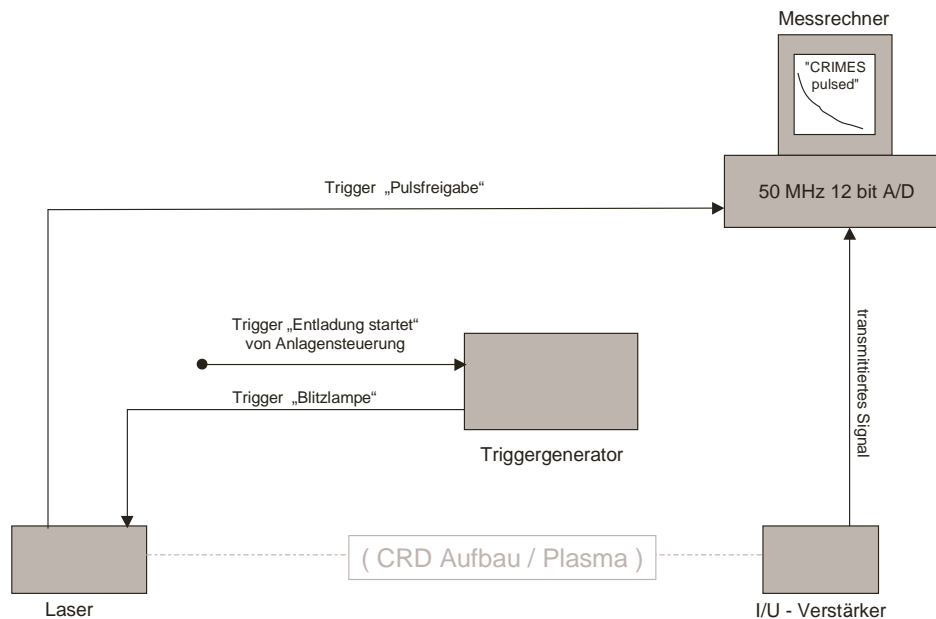 Messrechner
"CRIMES
pulsed"
Trigger „Pulsfreigabe“
50 MHz 12 bit A/D
Trigger „Entladung startet“
von Anlagensteuerung
transmittiertes Signal
Trigger „Blitzlampe“
Triggergenerator
( CRD Aufbau / Plasma )
Laser
I/U - Verstärker